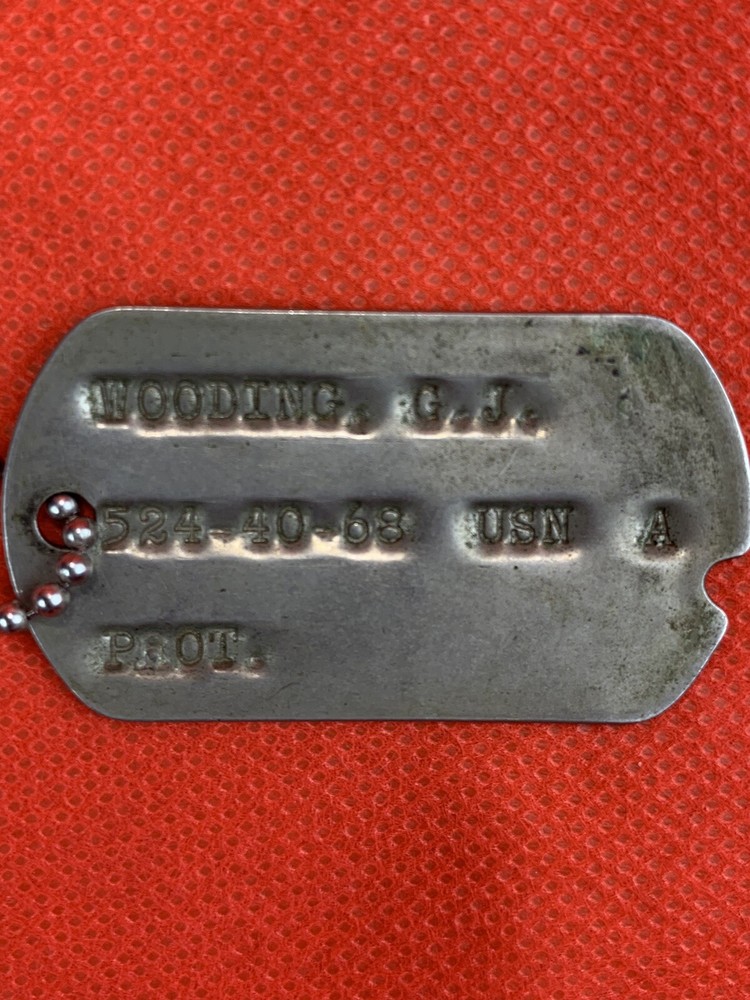 WOODING, G.J.
524-40-68 USN A
PROT.